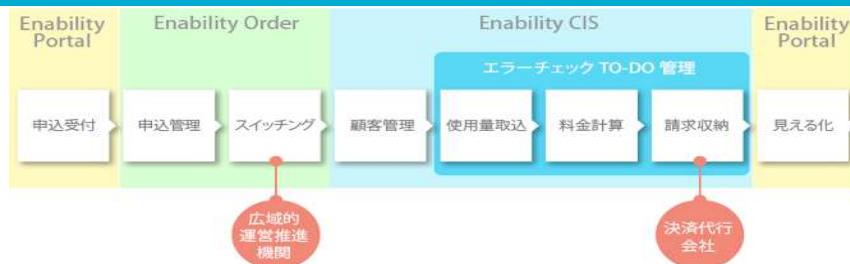 Enability
Portal
Enability Order
Enability CIS
Enability
Portal
エラーチェック TO-DO 管理
申込受付
申込管理
スイッチング
顧客管理
使用量取込
料金計算
請求収納
見える化
広域的
運営推進
機関
決済代行
会社